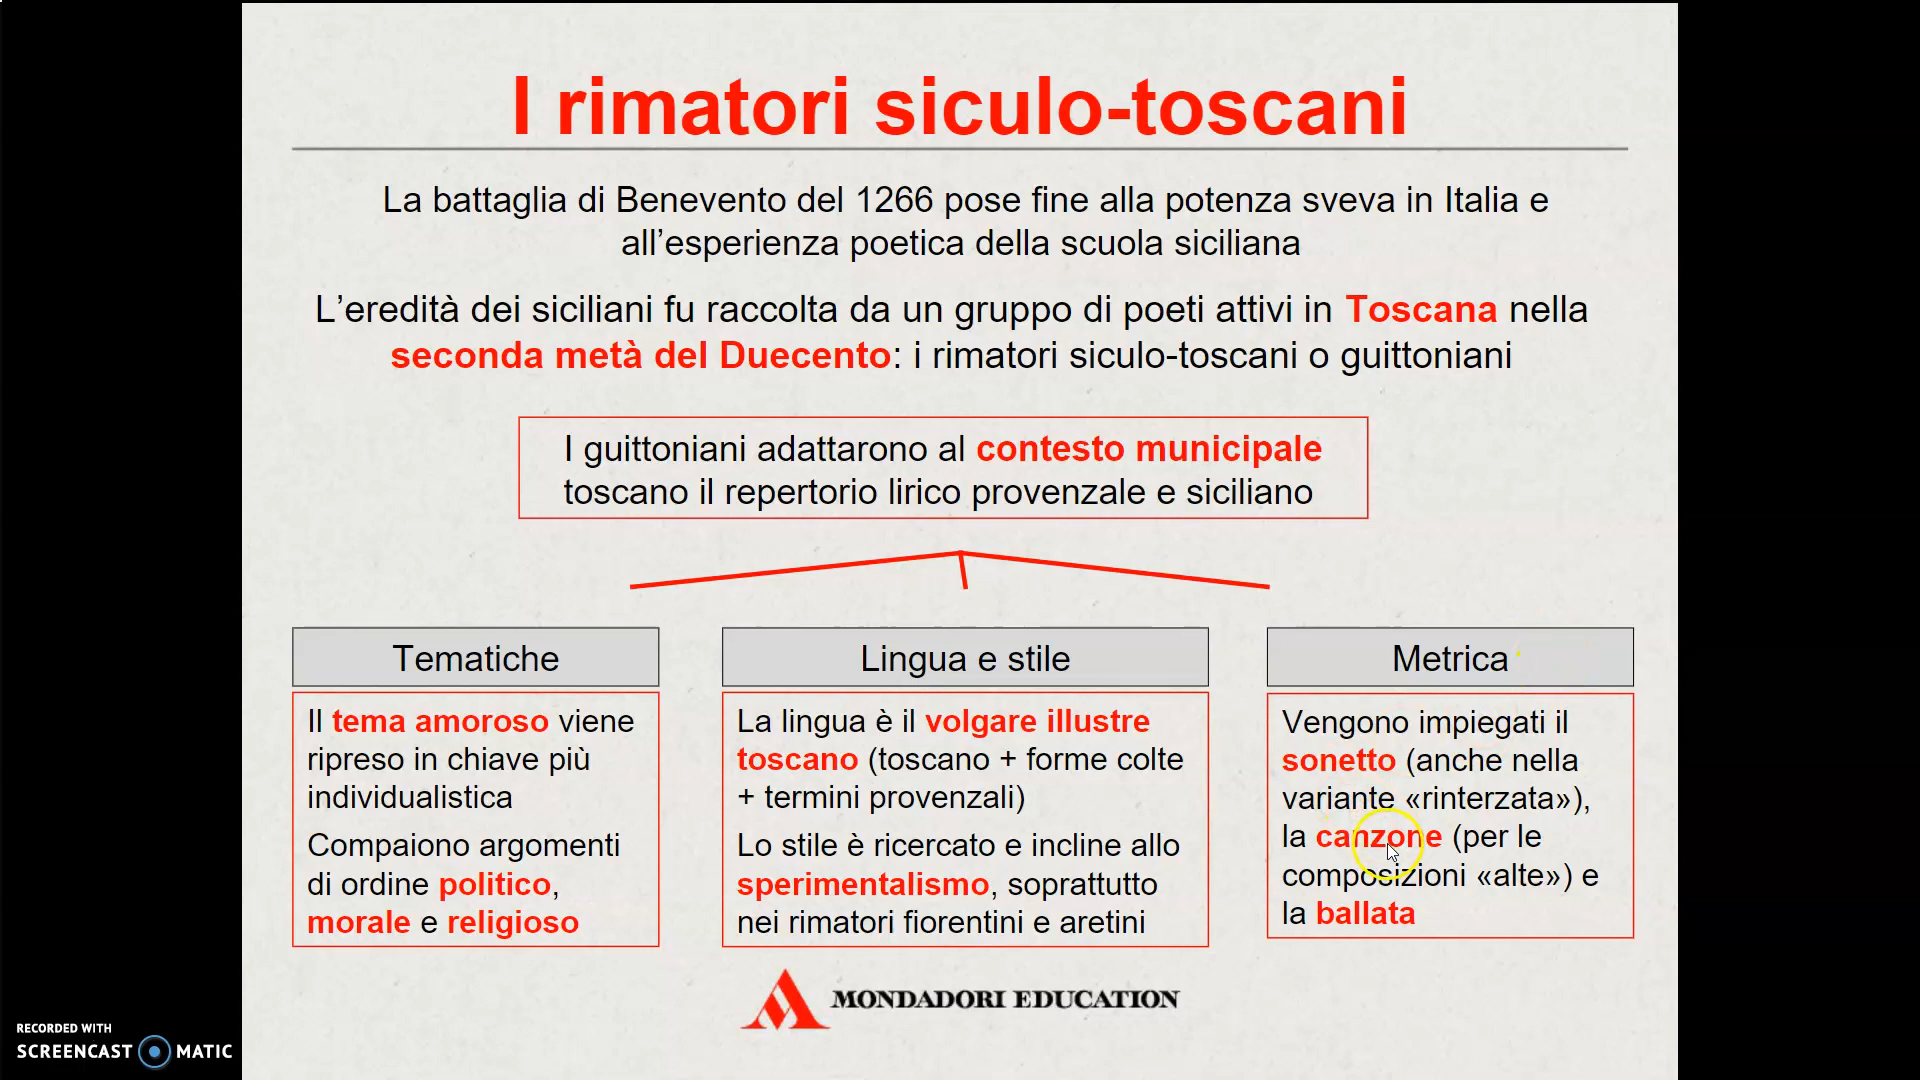 I rimatori siculo-toscani
La battaglia di Benevento del 1266 pose fine alla potenza sveva in Italia e
all’esperienza poetica della scuola siciliana
L’eredità dei siciliani fu raccolta da un gruppo di poeti attivi in Toscana nella
seconda metà del Duecento: i rimatori siculo-toscani o guittoniani
I guittoniani adattarono al contesto municipale
toscano il repertorio lirico provenzale e siciliano
Tematiche
Il tema amoroso viene
ripreso in chiave più
individualistica
Compaiono argomenti
di ordine politico,
morale e religioso
Lingua e stile
La lingua è il volgare illustre
toscano (toscano + forme colte
+ termini provenzali)
Lo stile è ricercato e incline allo
sperimentalismo, soprattutto
nei rimatori fiorentini e aretini
Metrica
Vengono impiegati il
sonetto (anche nella
variante «rinterzata»),
la canzone (per le
composizioni «alte») e
la ballata
MONDADORI EDUCATION
RECORDED WITH
SCREENCAST MATIC